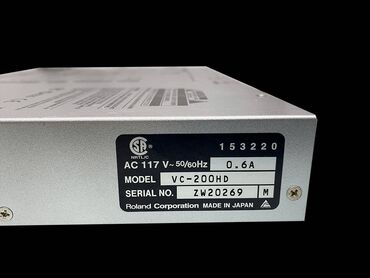 NRTL/C
153220
AC 117 V~50/60Hz 0.6A
MODEL VC-200HD
SERIAL NO. ZW20269 M
Roland Corporation MADE IN JAPAN